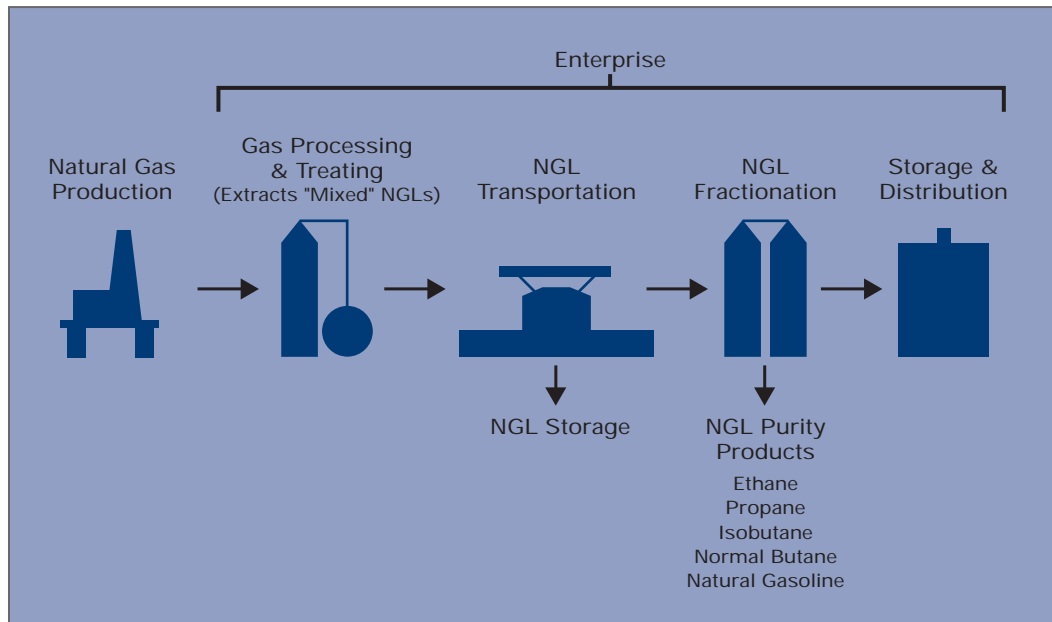 Enterprise
Natural Gas
Production
Gas Processing
& Treating
(Extracts "Mixed" NGLs)
NGL
Transportation
NGL
Fractionation
Storage &
Distribution
NGL Storage
NGL Purity
Products
Ethane
Propane
Isobutane
Normal Butane
Natural Gasoline